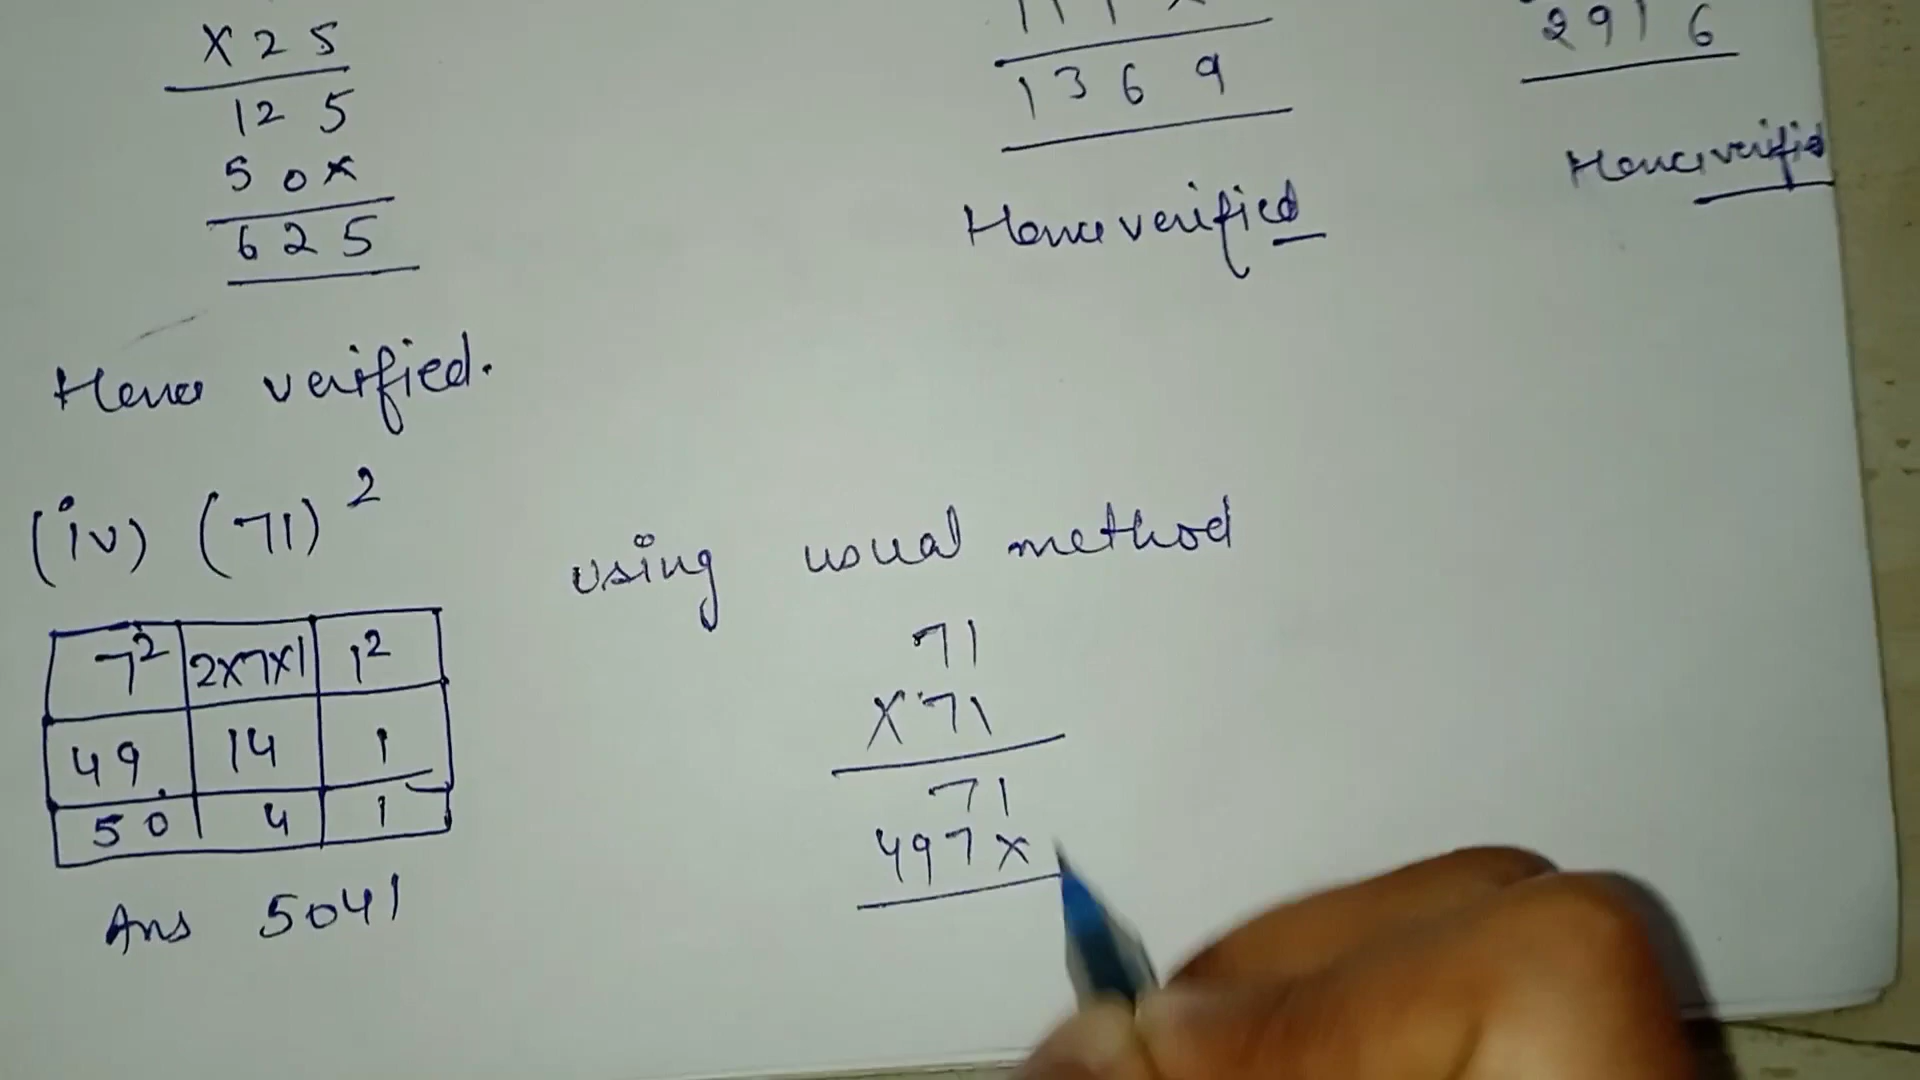 x 2 5
1 2 5
5 0 x
6 2 5
Hence verified.
1 3 6 9
Hence verified
2 9 1 6
Hence verified
(iv) (71)²
7² 2x7x1 1²
49 14 1
50 4 1
Ans 5041
using usual method
71
x 71
71
497 x